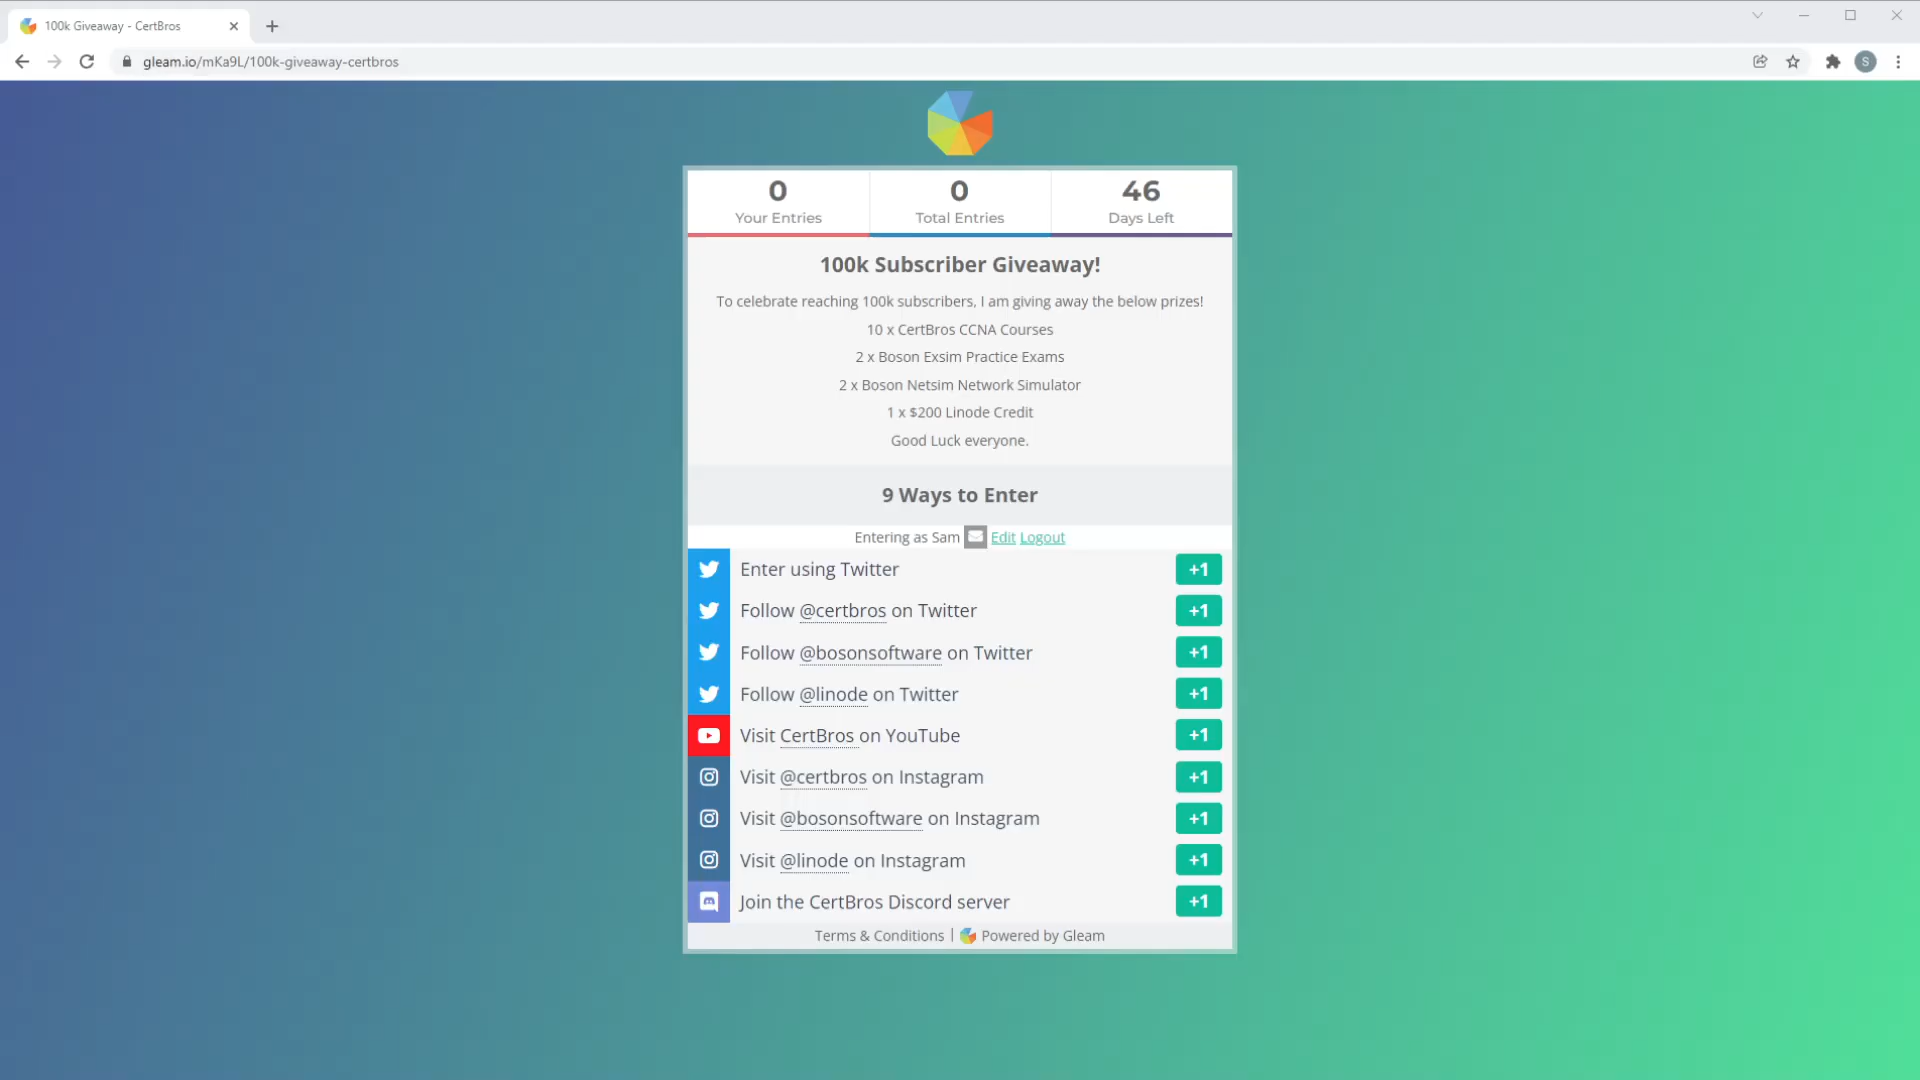 100k Giveaway - CertBros
gleam.io/mKa9L/100k-giveaway-certbros
S
0
Your Entries
0
Total Entries
46
Days Left
100k Subscriber Giveaway!
To celebrate reaching 100k subscribers, I am giving away the below prizes!
10 x CertBros CCNA Courses
2 x Boson Exsim Practice Exams
2 x Boson Netsim Network Simulator
1 x $200 Linode Credit
Good Luck everyone.
9 Ways to Enter
Entering as Sam Edit Logout
Enter using Twitter +1
Follow @certbros on Twitter +1
Follow @bosonsoftware on Twitter +1
Follow @linode on Twitter +1
Visit CertBros on YouTube +1
Visit @certbros on Instagram +1
Visit @bosonsoftware on Instagram +1
Visit @linode on Instagram +1
Join the CertBros Discord server +1
Terms & Conditions | Powered by Gleam